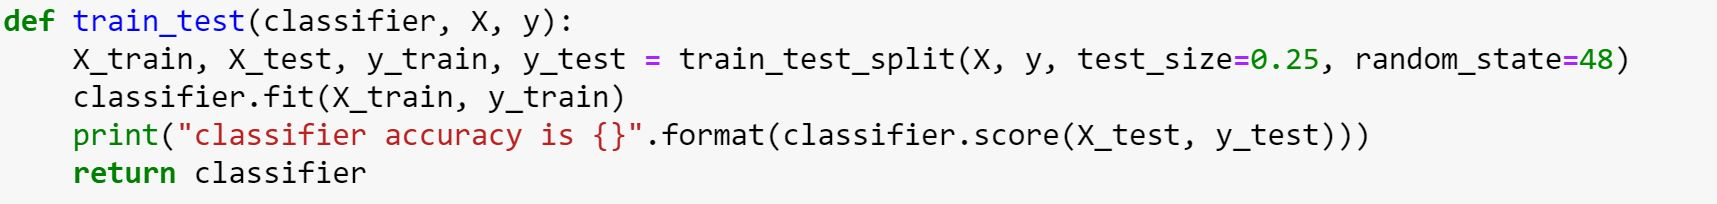 def train_test(classifier, X, y):
    X_train, X_test, y_train, y_test = train_test_split(X, y, test_size=0.25, random_state=48)
    classifier.fit(X_train, y_train)
    print("classifier accuracy is {}".format(classifier.score(X_test, y_test)))
    return classifier